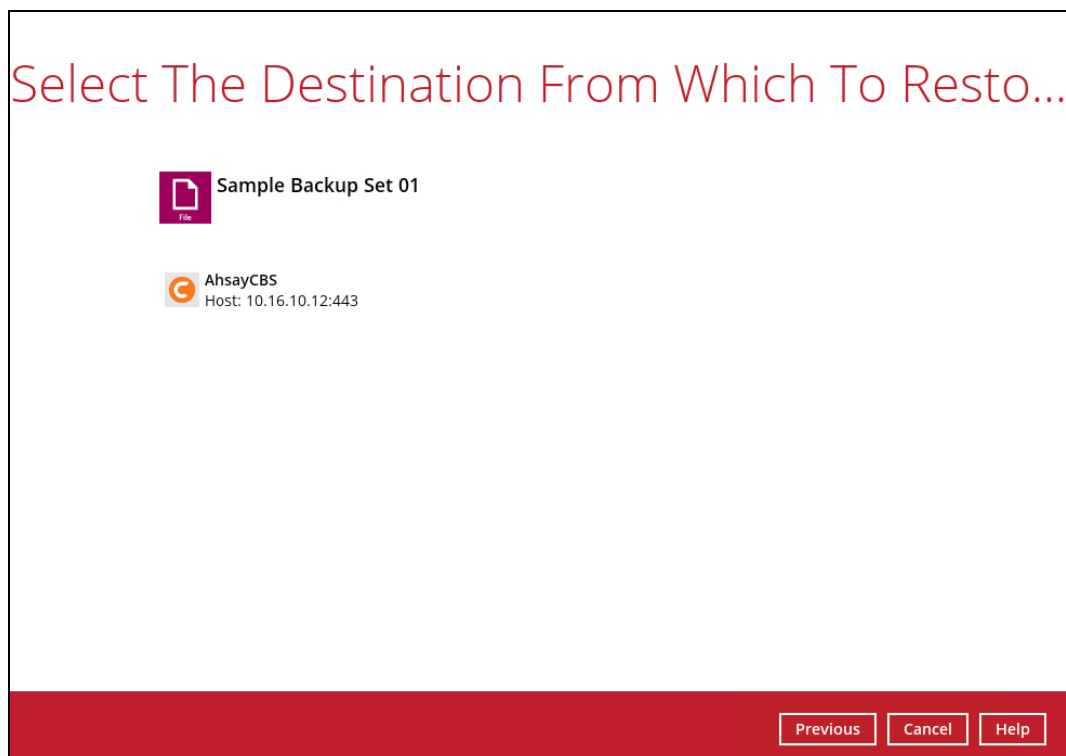 Select The Destination From Which To Resto...
Sample Backup Set 01
File
AhsayCBS
Host: 10.16.10.12:443
Previous
Cancel
Help